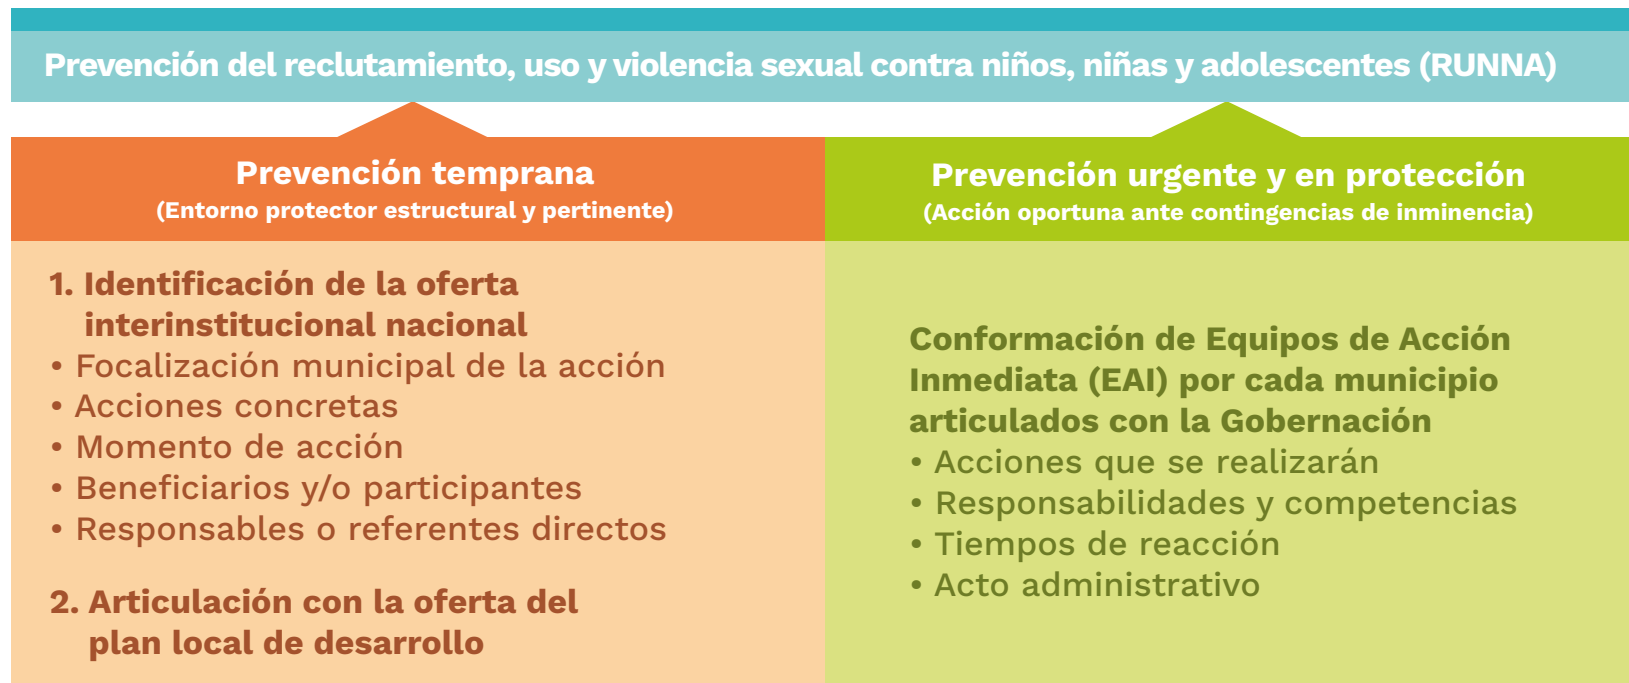 Prevención del reclutamiento, uso y violencia sexual contra niños, niñas y adolescentes (RUNNA)
Prevención temprana
(Entorno protector estructural y pertinente)
1. Identificación de la oferta
interinstitucional nacional
• Focalización municipal de la acción
• Acciones concretas
• Momento de acción
• Beneficiarios y/o participantes
• Responsables o referentes directos
2. Articulación con la oferta del
plan local de desarrollo
Prevención urgente y en protección
(Acción oportuna ante contingencias de inminencia)
Conformación de Equipos de Acción
Inmediata (EAI) por cada municipio
articulados con la Gobernación
• Acciones que se realizarán
• Responsabilidades y competencias
• Tiempos de reacción
• Acto administrativo